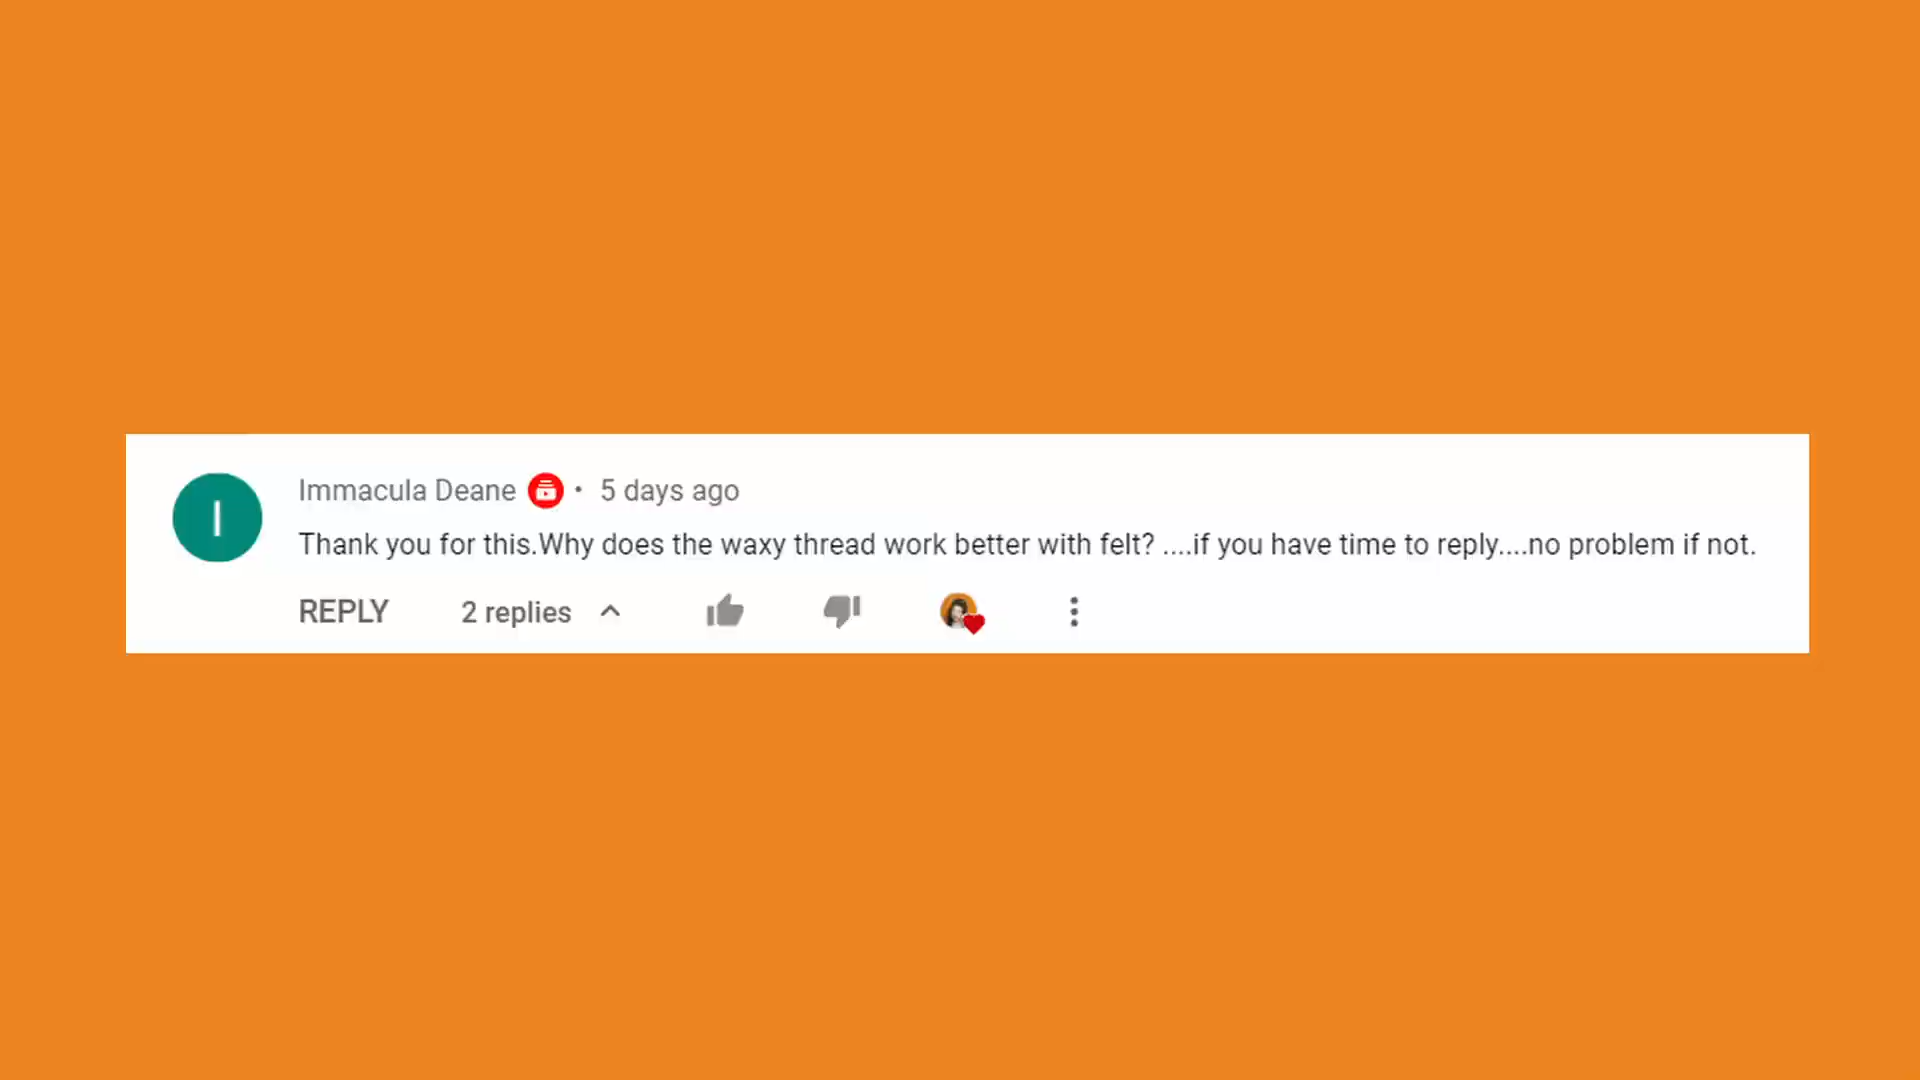 I
Immacula Deane • 5 days ago
Thank you for this.Why does the waxy thread work better with felt? ....if you have time to reply....no problem if not.
REPLY 2 replies